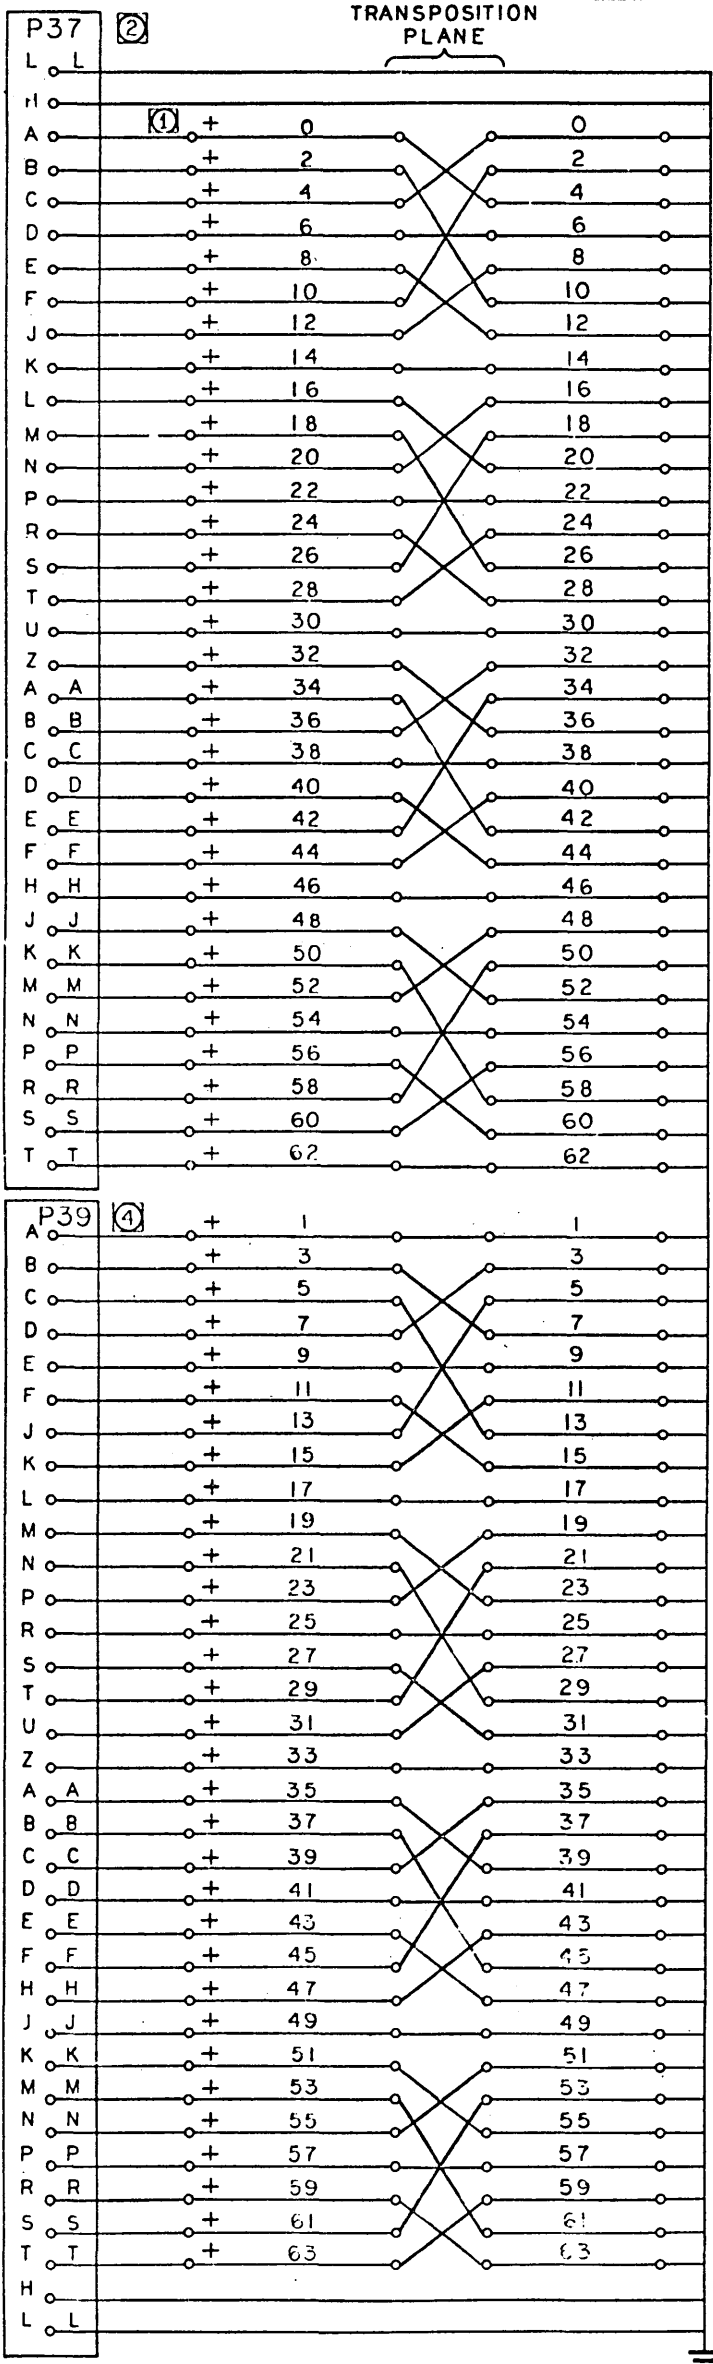 TRANSPOSITION
PLANE
P37 2
L L
H
1
A + 0 0
B + 2 2
C + 4 4
D + 6 6
E + 8 8
F + 10 10
J + 12 12
K + 14 14
L + 16 16
M + 18 18
N + 20 20
P + 22 22
R + 24 24
S + 26 26
T + 28 28
U + 30 30
Z + 32 32
A A + 34 34
B B + 36 36
C C + 38 38
D D + 40 40
E E + 42 42
F F + 44 44
H H + 46 46
J J + 48 48
K K + 50 50
M M + 52 52
N N + 54 54
P P + 56 56
R R + 58 58
S S + 60 60
T T + 62 62
P39 4
A + 1 1
B + 3 3
C + 5 5
D + 7 7
E + 9 9
F + 11 11
J + 13 13
K + 15 15
L + 17 17
M + 19 19
N + 21 21
P + 23 23
R + 25 25
S + 27 27
T + 29 29
U + 31 31
Z + 33 33
A A + 35 35
B B + 37 37
C C + 39 39
D D + 41 41
E E + 43 43
F F + 45 45
H H + 47 47
J J + 49 49
K K + 51 51
M M + 53 53
N N + 55 55
P P + 57 57
R R + 59 59
S S + 61 61
T T + 63 63
H
L L